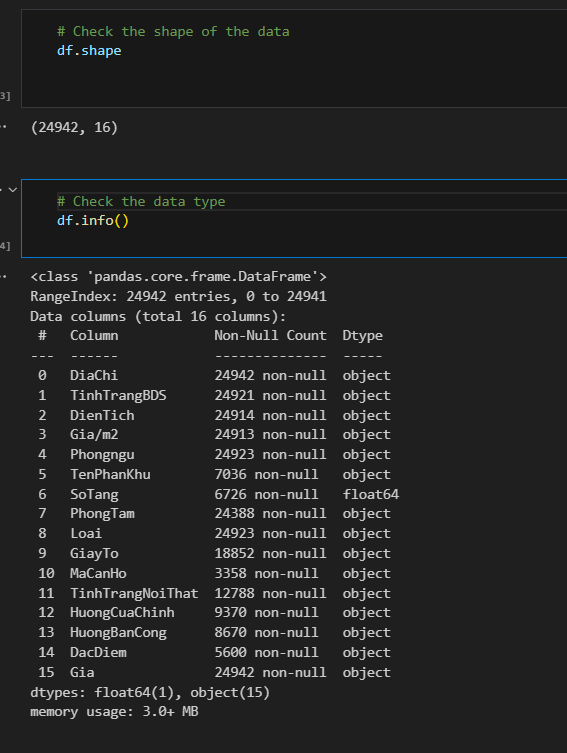 # Check the shape of the data
df.shape
3]
(24942, 16)
# Check the data type
df.info()
4]
<class 'pandas.core.frame.DataFrame'>
RangeIndex: 24942 entries, 0 to 24941
Data columns (total 16 columns):
 #   Column             Non-Null Count  Dtype
---  ------             --------------  -----
 0   DiaChi             24942 non-null  object
 1   TinhTrangBDS       24921 non-null  object
 2   DienTich           24914 non-null  object
 3   Gia/m2             24913 non-null  object
 4   Phongngu           24923 non-null  object
 5   TenPhanKhu         7036 non-null   object
 6   SoTang             6726 non-null   float64
 7   PhongTam           24388 non-null  object
 8   Loai               24923 non-null  object
 9   GiayTo             18852 non-null  object
 10  MaCanHo            3358 non-null   object
 11  TinhTrangNoiThat   12788 non-null  object
 12  HuongCuaChinh      9370 non-null   object
 13  HuongBanCong       8670 non-null   object
 14  DacDiem            5600 non-null   object
 15  Gia                24942 non-null  object
dtypes: float64(1), object(15)
memory usage: 3.0+ MB